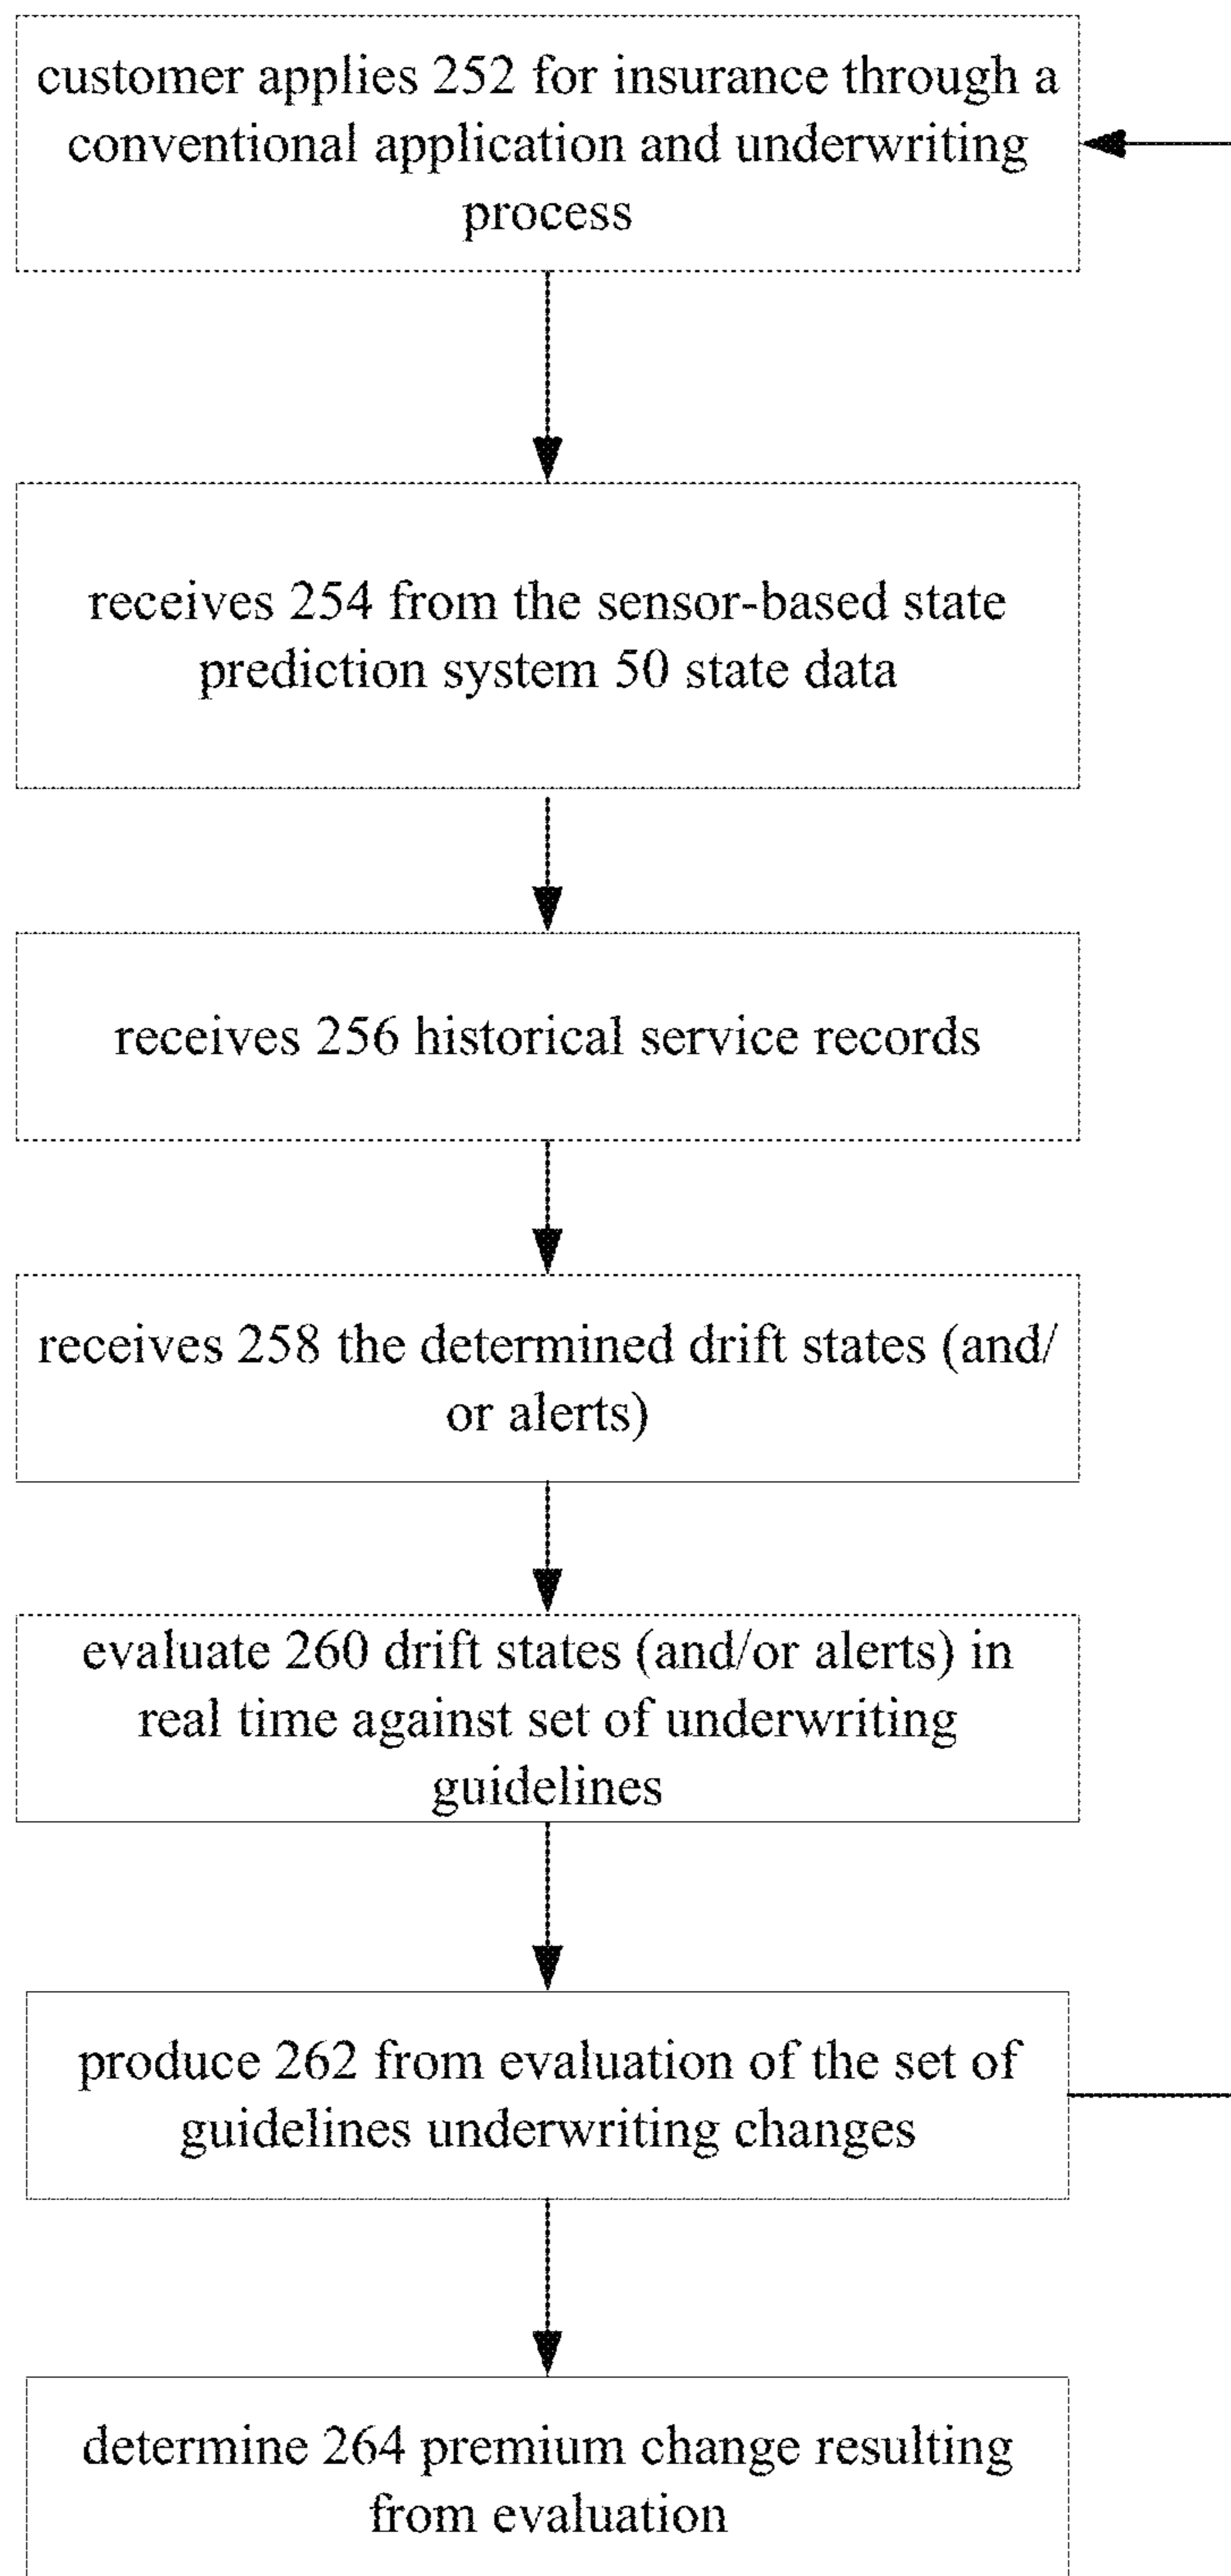 customer applies 252 for insurance through a
conventional application and underwriting
process
receives 254 from the sensor-based state
prediction system 50 state data
receives 256 historical service records
receives 258 the determined drift states (and/
or alerts)
evaluate 260 drift states (and/or alerts) in
real time against set of underwriting
guidelines
produce 262 from evaluation of the set of
guidelines underwriting changes
determine 264 premium change resulting
from evaluation